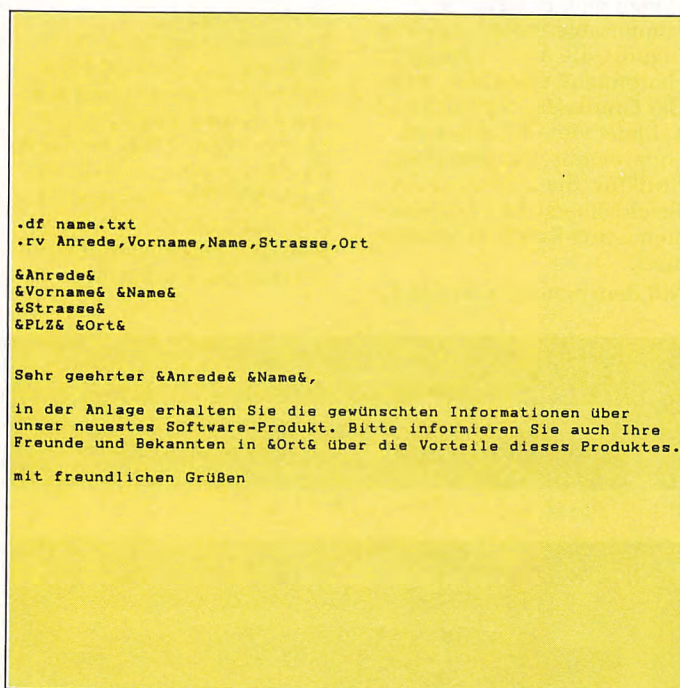 .df name.txt
.rv Anrede,Vorname,Name,Strasse,Ort
&Anrede&
&Vorname& &Name&
&Strasse&
&PLZ& &Ort&
Sehr geehrter &Anrede& &Name&,
in der Anlage erhalten Sie die gewünschten Informationen über
unser neuestes Software-Produkt. Bitte informieren Sie auch Ihre
Freunde und Bekannten in &Ort& über die Vorteile dieses Produktes.
mit freundlichen Grüßen